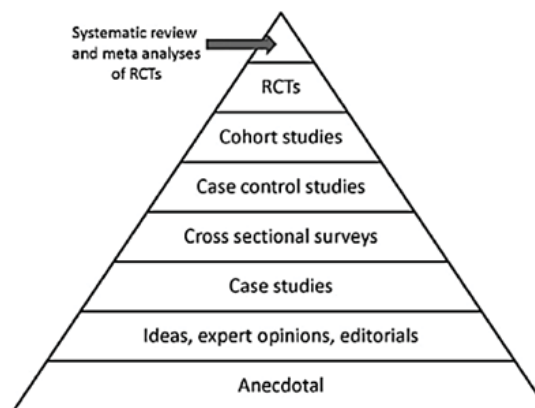 Systematic review
and meta analyses
of RCTs
RCTs
Cohort studies
Case control studies
Cross sectional surveys
Case studies
Ideas, expert opinions, editorials
Anecdotal